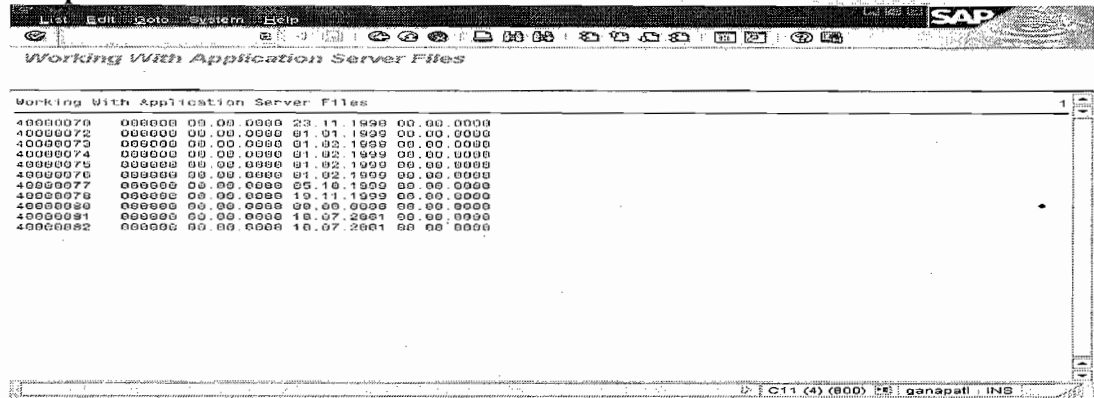 List Edit Goto System Help
SAP
Working With Application Server Files
Working With Application Server Files 1
40000070 000000 00.00.0000 23.11.1998 00.00.0000
40000072 000000 00.00.0000 01.01.1999 00.00.0000
40000073 000000 00.00.0000 01.02.1999 00.00.0000
40000074 000000 00.00.0000 01.02.1999 00.00.0000
40000075 000000 00.00.0000 01.02.1999 00.00.0000
40000076 000000 00.00.0000 01.02.1999 00.00.0000
40000077 000000 00.00.0000 05.10.1999 00.00.0000
40000078 000000 00.00.0000 19.11.1999 00.00.0000
40000080 000000 00.00.0000 00.00.0000 00.00.0000
40000081 000000 00.00.0000 10.07.2001 00.00.0000
40000082 000000 00.00.0000 10.07.2001 00 00 0000
C11 (4) (800) ganapati INS